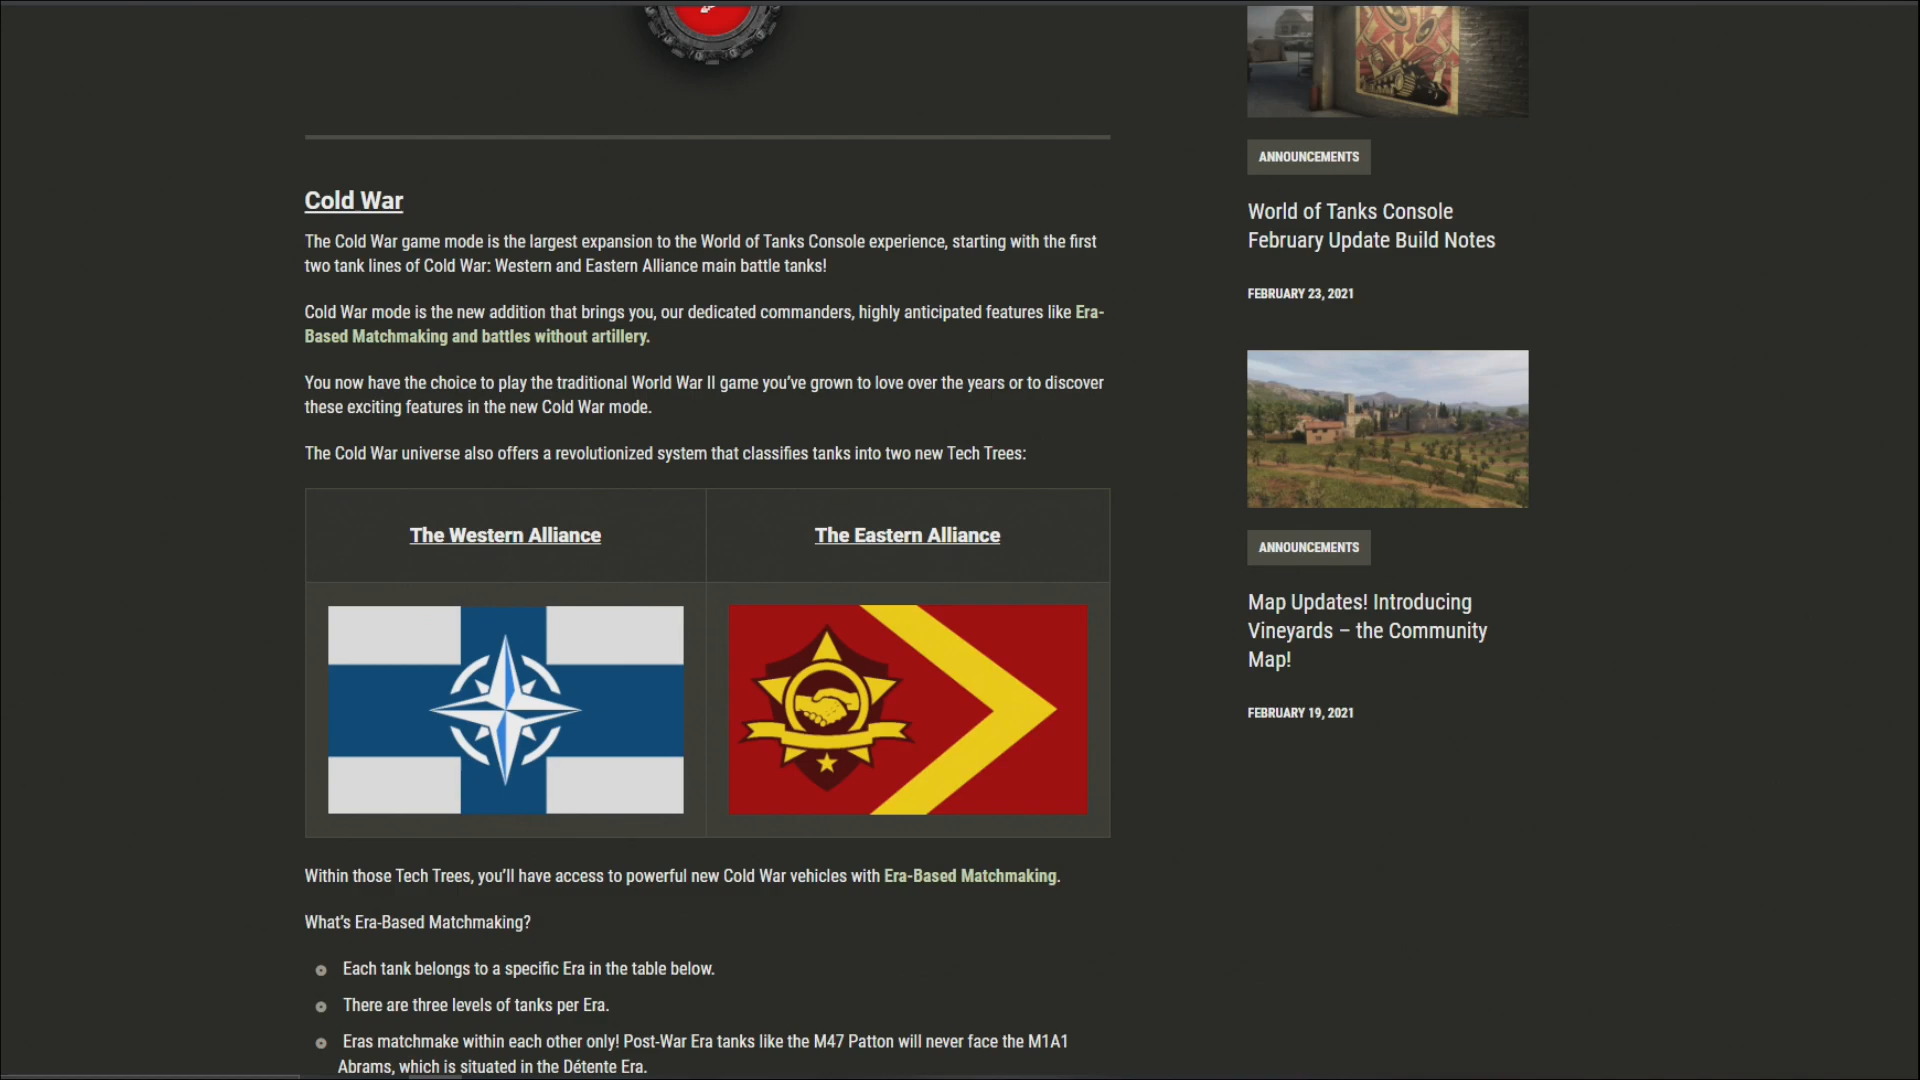 Cold War
The Cold War game mode is the largest expansion to the World of Tanks Console experience, starting with the first
two tank lines of Cold War: Western and Eastern Alliance main battle tanks!
Cold War mode is the new addition that brings you, our dedicated commanders, highly anticipated features like Era-
Based Matchmaking and battles without artillery.
You now have the choice to play the traditional World War II game you’ve grown to love over the years or to discover
these exciting features in the new Cold War mode.
The Cold War universe also offers a revolutionized system that classifies tanks into two new Tech Trees:
The Western Alliance
The Eastern Alliance
Within those Tech Trees, you’ll have access to powerful new Cold War vehicles with Era-Based Matchmaking.
What’s Era-Based Matchmaking?
Each tank belongs to a specific Era in the table below.
There are three levels of tanks per Era.
Eras matchmake within each other only! Post-War Era tanks like the M47 Patton will never face the M1A1
Abrams, which is situated in the Détente Era.
ANNOUNCEMENTS
World of Tanks Console
February Update Build Notes
FEBRUARY 23, 2021
ANNOUNCEMENTS
Map Updates! Introducing
Vineyards – the Community
Map!
FEBRUARY 19, 2021